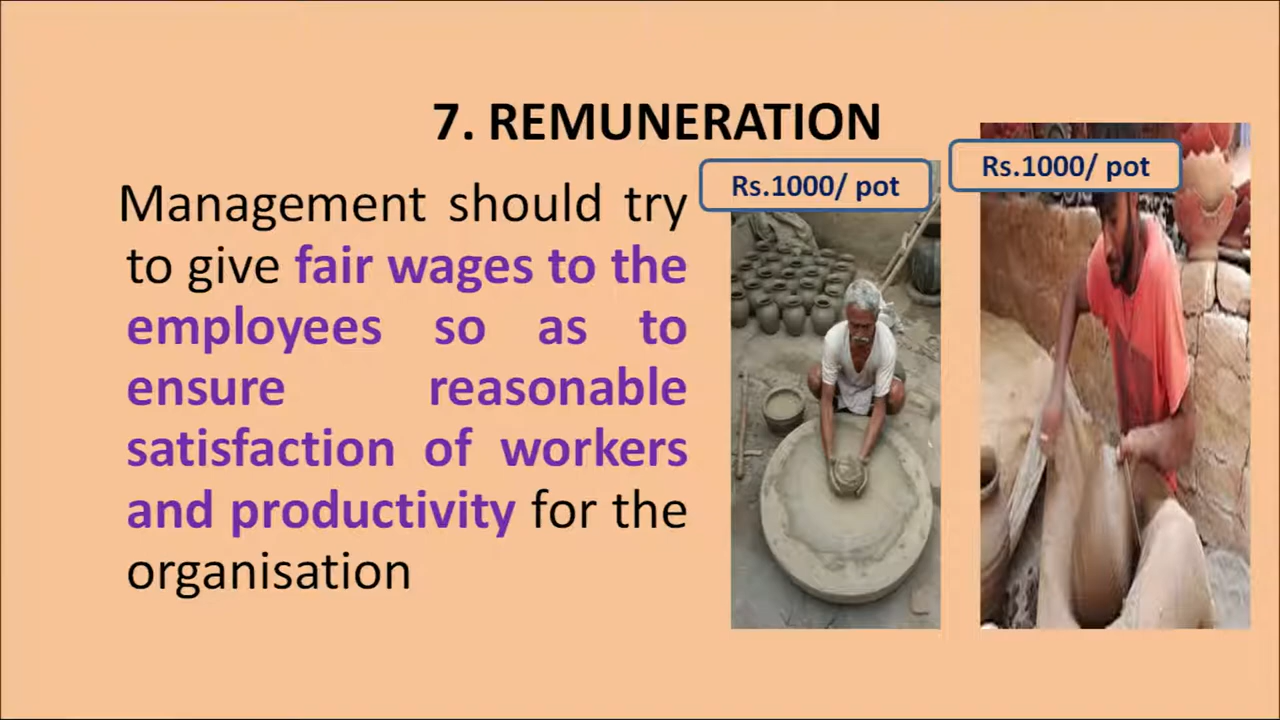 7. REMUNERATION
Management should try
to give fair wages to the
employees so as to
ensure reasonable
satisfaction of workers
and productivity for the
organisation
Rs.1000/ pot
Rs.1000/ pot